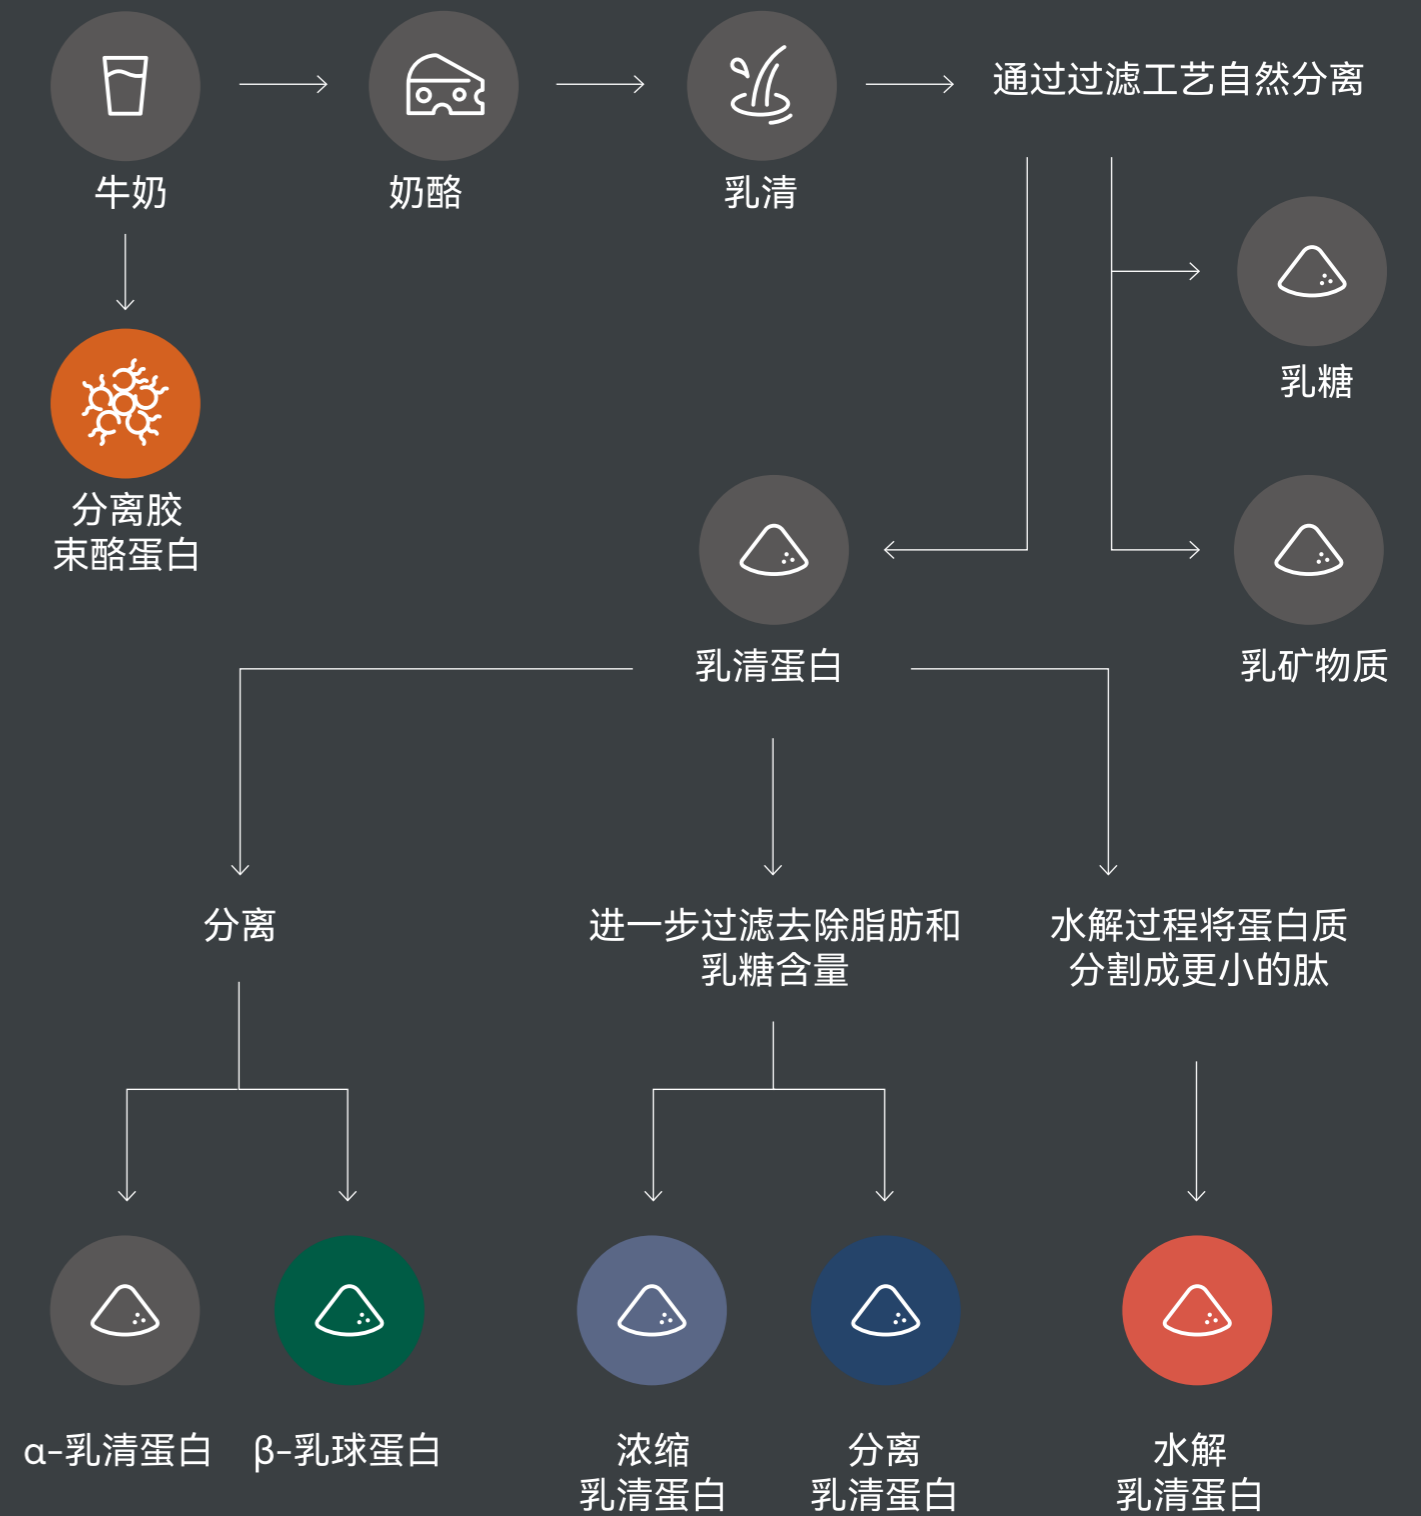 通过过滤工艺自然分离
牛奶
奶酪
乳清
乳糖
分离胶
束酪蛋白
乳清蛋白
乳矿物质
分离
进一步过滤去除脂肪和
乳糖含量
水解过程将蛋白质
分割成更小的肽
α-乳清蛋白
β-乳球蛋白
浓缩
乳清蛋白
分离
乳清蛋白
水解
乳清蛋白